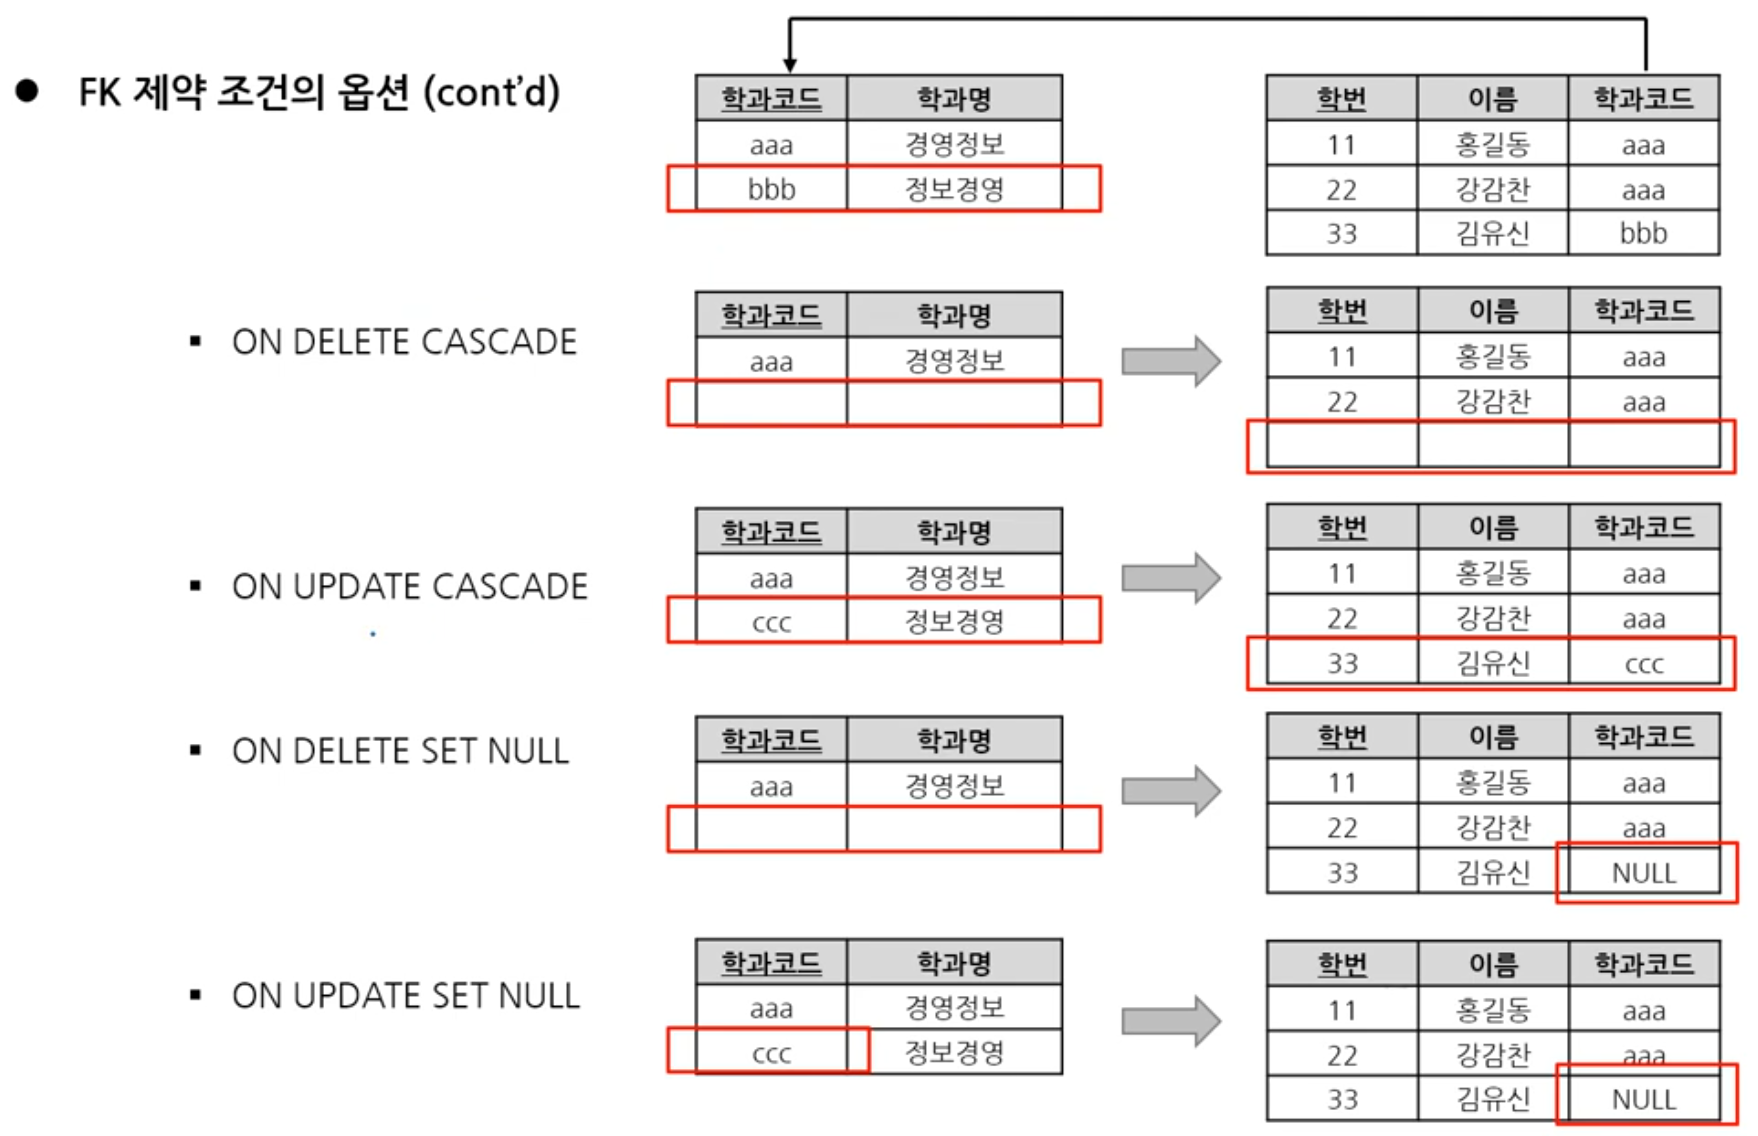 ● FK 제약 조건의 옵션 (cont’d)
학과코드 학과명
aaa 경영정보
bbb 정보경영
학번 이름 학과코드
11 홍길동 aaa
22 강감찬 aaa
33 김유신 bbb
▪ ON DELETE CASCADE
학과코드 학과명
aaa 경영정보
학번 이름 학과코드
11 홍길동 aaa
22 강감찬 aaa
▪ ON UPDATE CASCADE
학과코드 학과명
aaa 경영정보
ccc 정보경영
학번 이름 학과코드
11 홍길동 aaa
22 강감찬 aaa
33 김유신 ccc
▪ ON DELETE SET NULL
학과코드 학과명
aaa 경영정보
학번 이름 학과코드
11 홍길동 aaa
22 강감찬 aaa
33 김유신 NULL
▪ ON UPDATE SET NULL
학과코드 학과명
aaa 경영정보
ccc 정보경영
학번 이름 학과코드
11 홍길동 aaa
22 강감찬 aaa
33 김유신 NULL